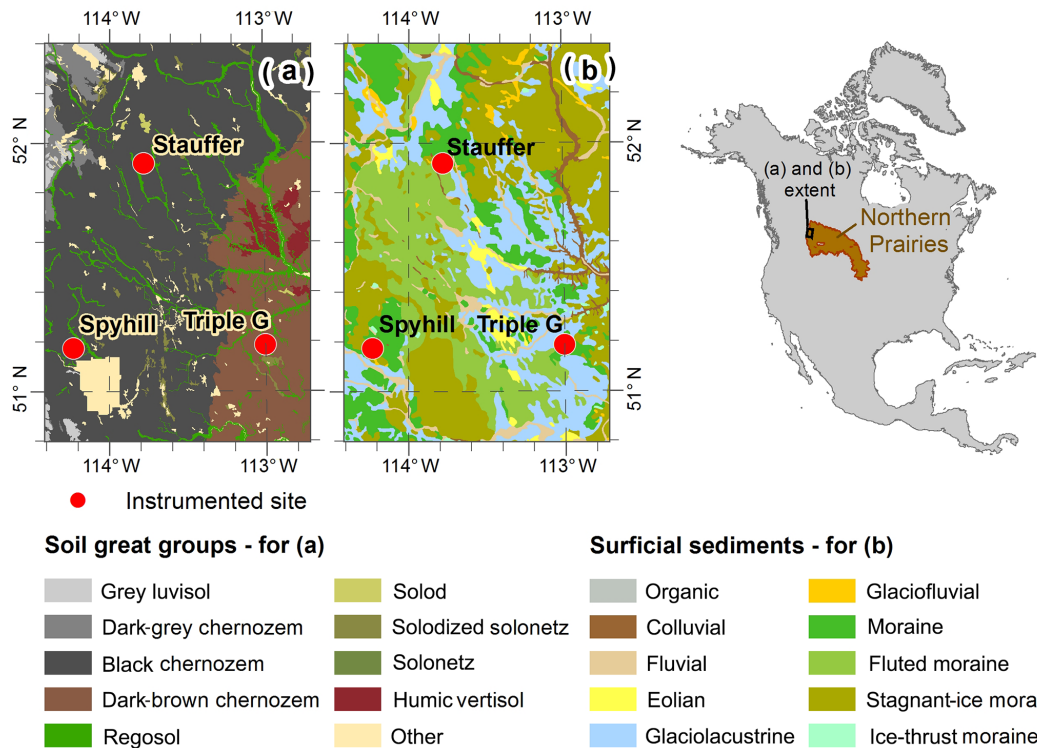 114° W 113° W 114° W 113° W
(a)
(b)
52° N
52° N
Stauffer
Stauffer
(a) and (b)
extent
Northern
Prairies
Spyhill
Triple G
Spyhill
Triple G
51° N
51° N
114° W 113° W 114° W 113° W
Instrumented site
Soil great groups - for (a)
Grey luvisol
Dark-grey chernozem
Black chernozem
Dark-brown chernozem
Regosol
Solod
Solodized solonetz
Solonetz
Humic vertisol
Other
Surficial sediments - for (b)
Organic
Colluvial
Fluvial
Eolian
Glaciolacustrine
Glaciofluvial
Moraine
Fluted moraine
Stagnant-ice mora
Ice-thrust moraine